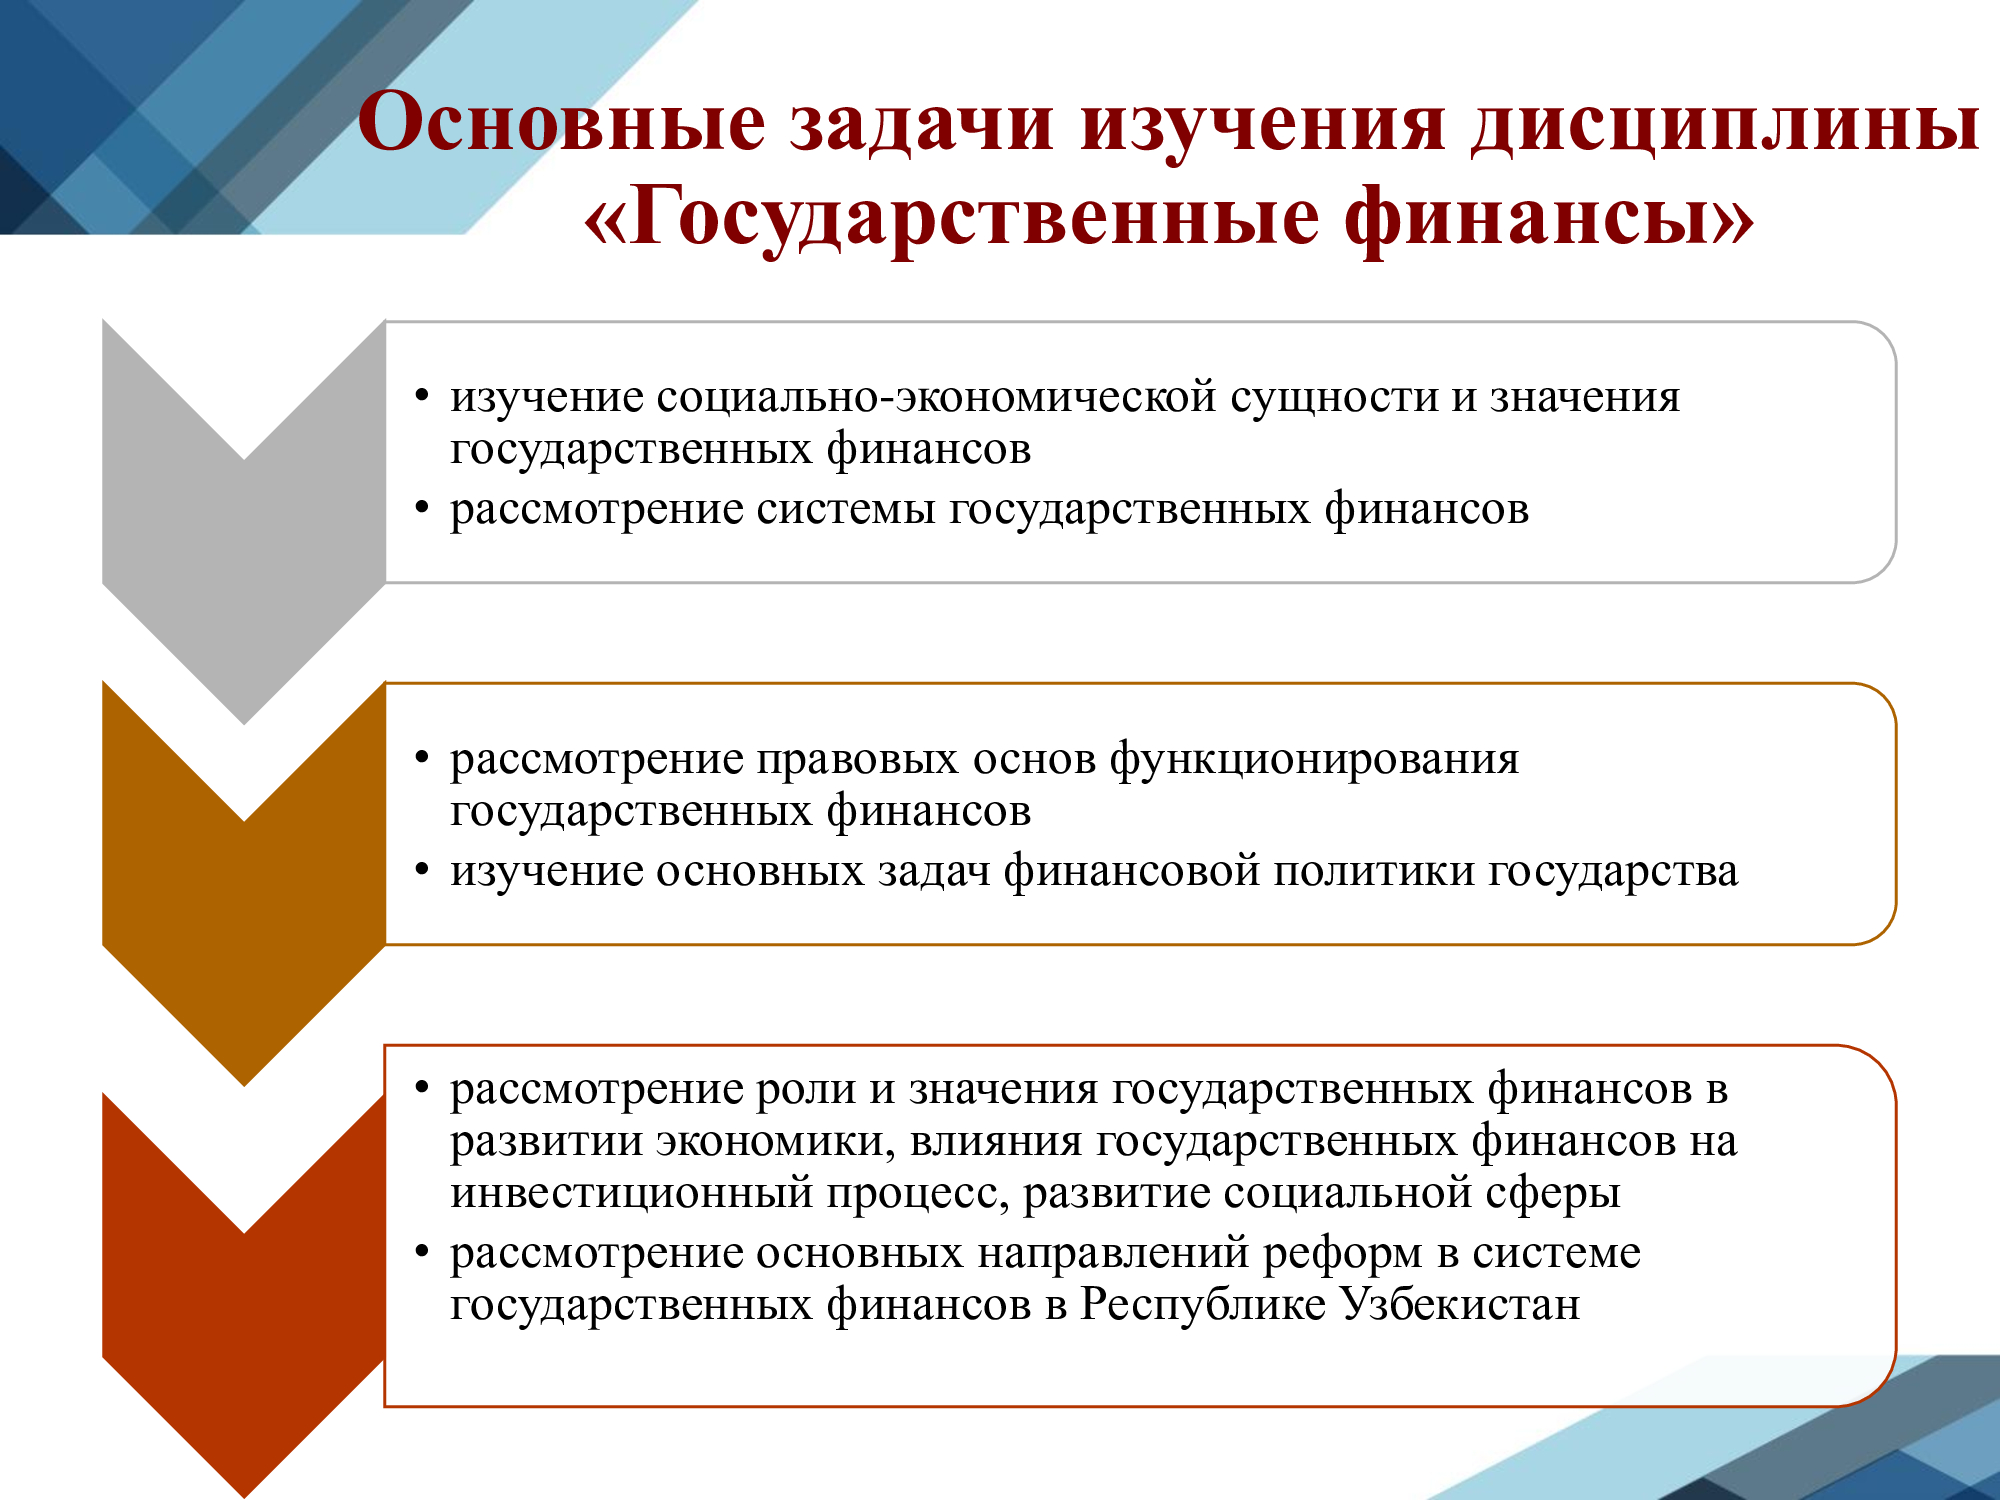 Основные задачи изучения дисциплины
«Государственные финансы»
• изучение социально-экономической сущности и значения
государственных финансов
• рассмотрение системы государственных финансов
• рассмотрение правовых основ функционирования
государственных финансов
• изучение основных задач финансовой политики государства
• рассмотрение роли и значения государственных финансов в
развитии экономики, влияния государственных финансов на
инвестиционный процесс, развитие социальной сферы
• рассмотрение основных направлений реформ в системе
государственных финансов в Республике Узбекистан